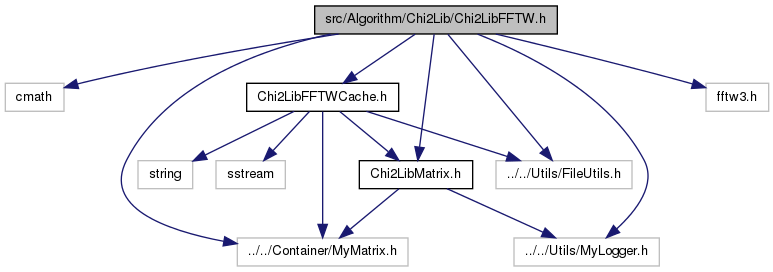 src/Algorithm/Chi2Lib/Chi2LibFFTW.h
cmath
Chi2LibFFTWCache.h
fftw3.h
string
sstream
Chi2LibMatrix.h
../../Utils/FileUtils.h
../../Container/MyMatrix.h
../../Utils/MyLogger.h